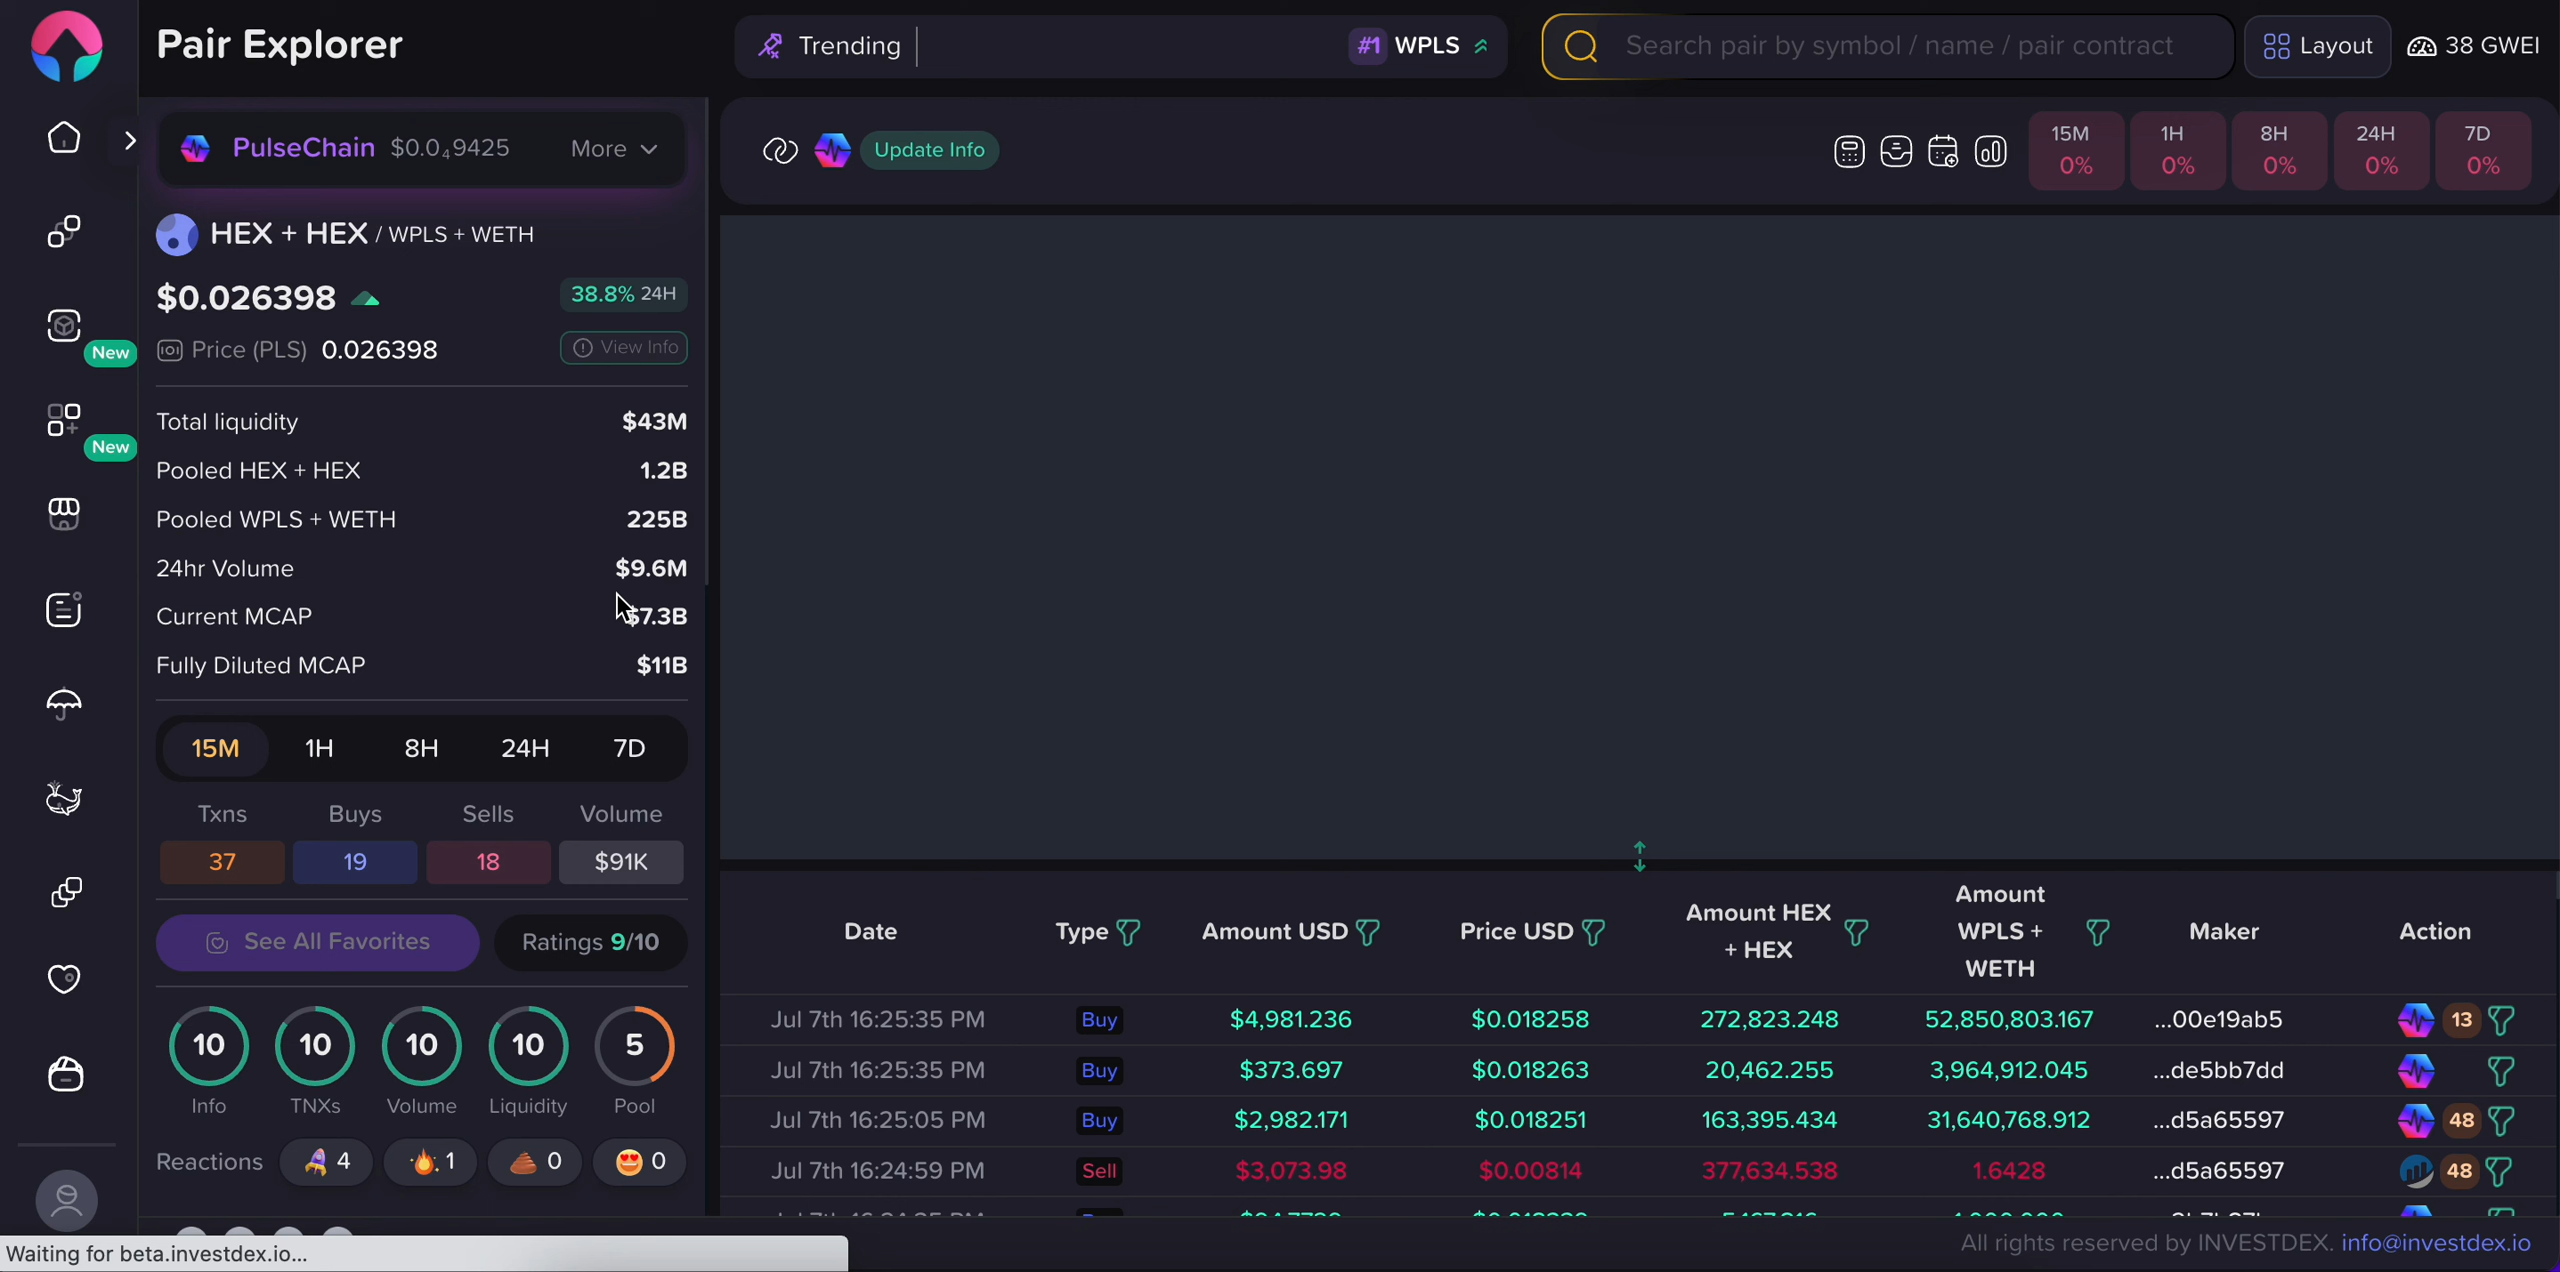 Pair Explorer
Trending
#1 WPLS
Search pair by symbol / name / pair contract
Layout
38 GWEI
PulseChain $0.0₄9425 More
Update Info
15M 1H 8H 24H 7D
0% 0% 0% 0% 0%
HEX + HEX / WPLS + WETH
$0.026398 38.8% 24H
Price (PLS) 0.026398 View Info
New
New
Total liquidity $43M
Pooled HEX + HEX 1.2B
Pooled WPLS + WETH 225B
24hr Volume $9.6M
Current MCAP $7.3B
Fully Diluted MCAP $11B
15M 1H 8H 24H 7D
Txns Buys Sells Volume
37 19 18 $91K
See All Favorites Ratings 9/10
10 10 10 10 5
Info TNXs Volume Liquidity Pool
Reactions 4 1 0 0
Date Type Amount USD Price USD Amount HEX + HEX Amount WPLS + WETH Maker Action
Jul 7th 16:25:35 PM Buy $4,981.236 $0.018258 272,823.248 52,850,803.167 ...00e19ab5 13
Jul 7th 16:25:35 PM Buy $373.697 $0.018263 20,462.255 3,964,912.045 ...de5bb7dd
Jul 7th 16:25:05 PM Buy $2,982.171 $0.018251 163,395.434 31,640,768.912 ...d5a65597 48
Jul 7th 16:24:59 PM Sell $3,073.98 $0.00814 377,634.538 1.6428 ...d5a65597 48
Waiting for beta.investdex.io...
All rights reserved by INVESTDEX. info@investdex.io